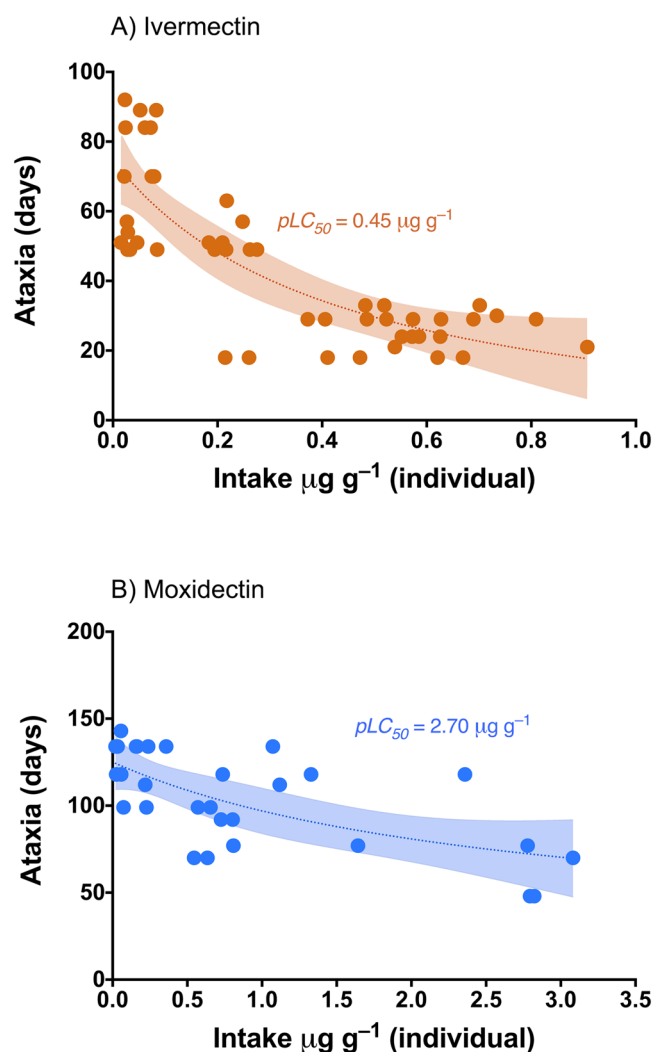 A) Ivermectin
100
80
60
40
20
0
Ataxia (days)
pLC50 = 0.45 μg g–1
0.0 0.2 0.4 0.6 0.8 1.0
Intake μg g–1 (individual)
B) Moxidectin
200
150
100
50
0
Ataxia (days)
pLC50 = 2.70 μg g–1
0.0 0.5 1.0 1.5 2.0 2.5 3.0 3.5
Intake μg g–1 (individual)